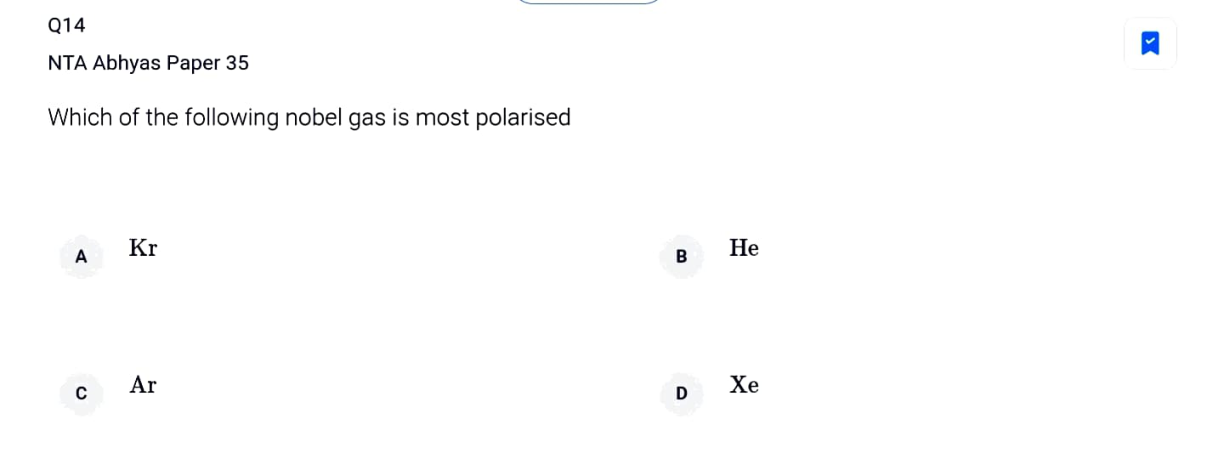 Q14
NTA Abhyas Paper 35
Which of the following nobel gas is most polarised
A Kr
B He
C Ar
D Xe